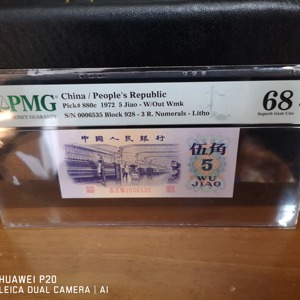 PMG
MONEY GUARANTY
China / People's Republic
Pick# 880c 1972 5 Jiao - W/Out Wmk
S/N 0006535 Block 928 - 3 R. Numerals - Litho
68
Superb Gem Unc
中国人民银行
伍角
5
WU
JIAO
0006535
HUAWEI P20
LEICA DUAL CAMERA | AI